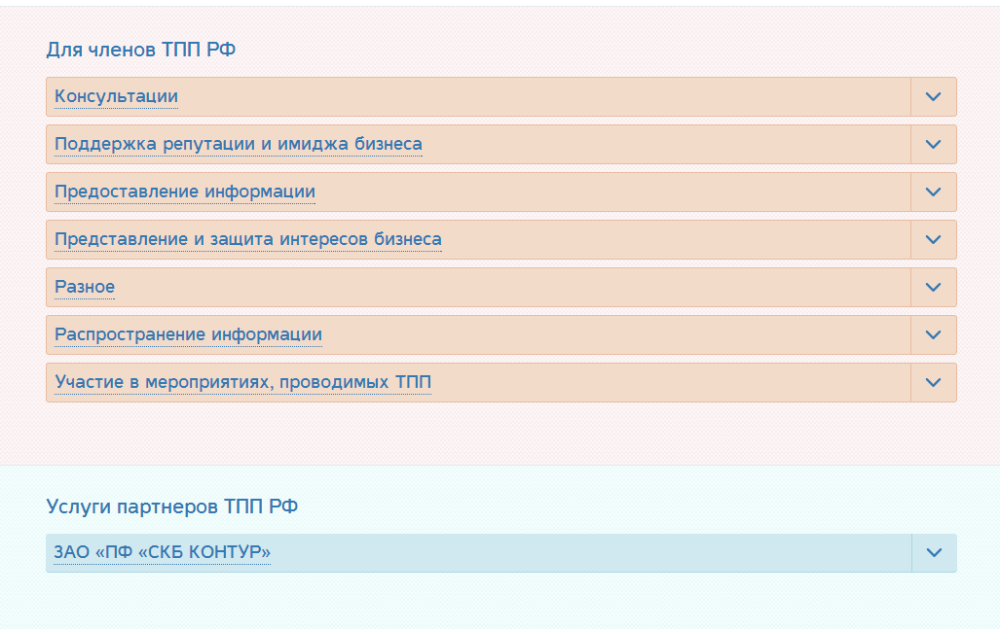 Для членов ТПП РФ
Консультации
Поддержка репутации и имиджа бизнеса
Предоставление информации
Представление и защита интересов бизнеса
Разное
Распространение информации
Участие в мероприятиях, проводимых ТПП
Услуги партнеров ТПП РФ
ЗАО «ПФ «СКБ КОНТУР»